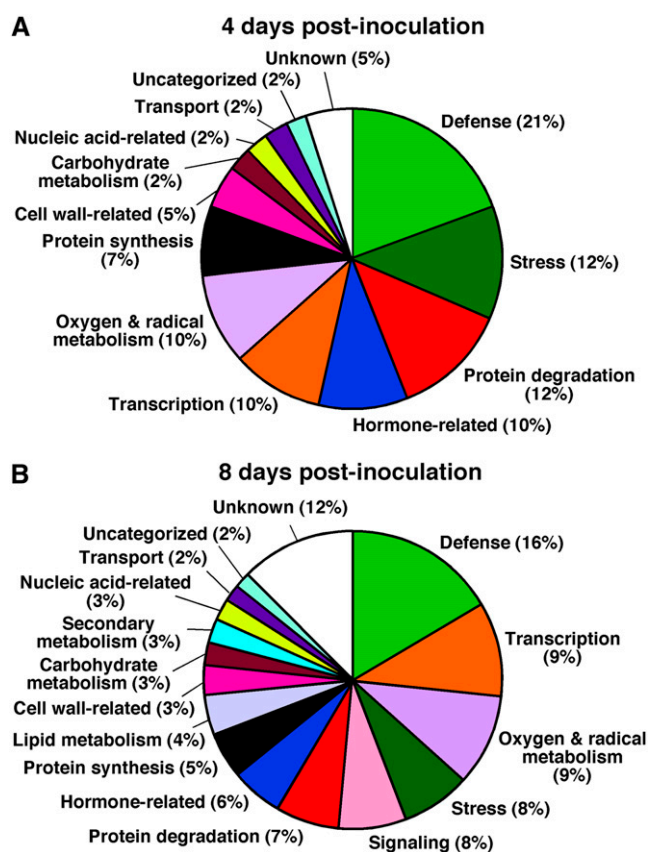 A
4 days post-inoculation
Unknown (5%)
Uncategorized (2%)
Transport (2%)
Nucleic acid-related (2%)
Carbohydrate
metabolism (2%)
Cell wall-related (5%)
Protein synthesis
(7%)
Oxygen & radical
metabolism (10%)
Transcription (10%)
Hormone-related (10%)
Protein degradation
(12%)
Stress (12%)
Defense (21%)
B
8 days post-inoculation
Unknown (12%)
Uncategorized (2%)
Transport (2%)
Nucleic acid-related
(3%)
Secondary
metabolism (3%)
Carbohydrate
metabolism (3%)
Cell wall-related (3%)
Lipid metabolism (4%)
Protein synthesis (5%)
Hormone-related (6%)
Protein degradation (7%)
Signaling (8%)
Stress (8%)
Oxygen & radical
metabolism
(9%)
Transcription
(9%)
Defense (16%)